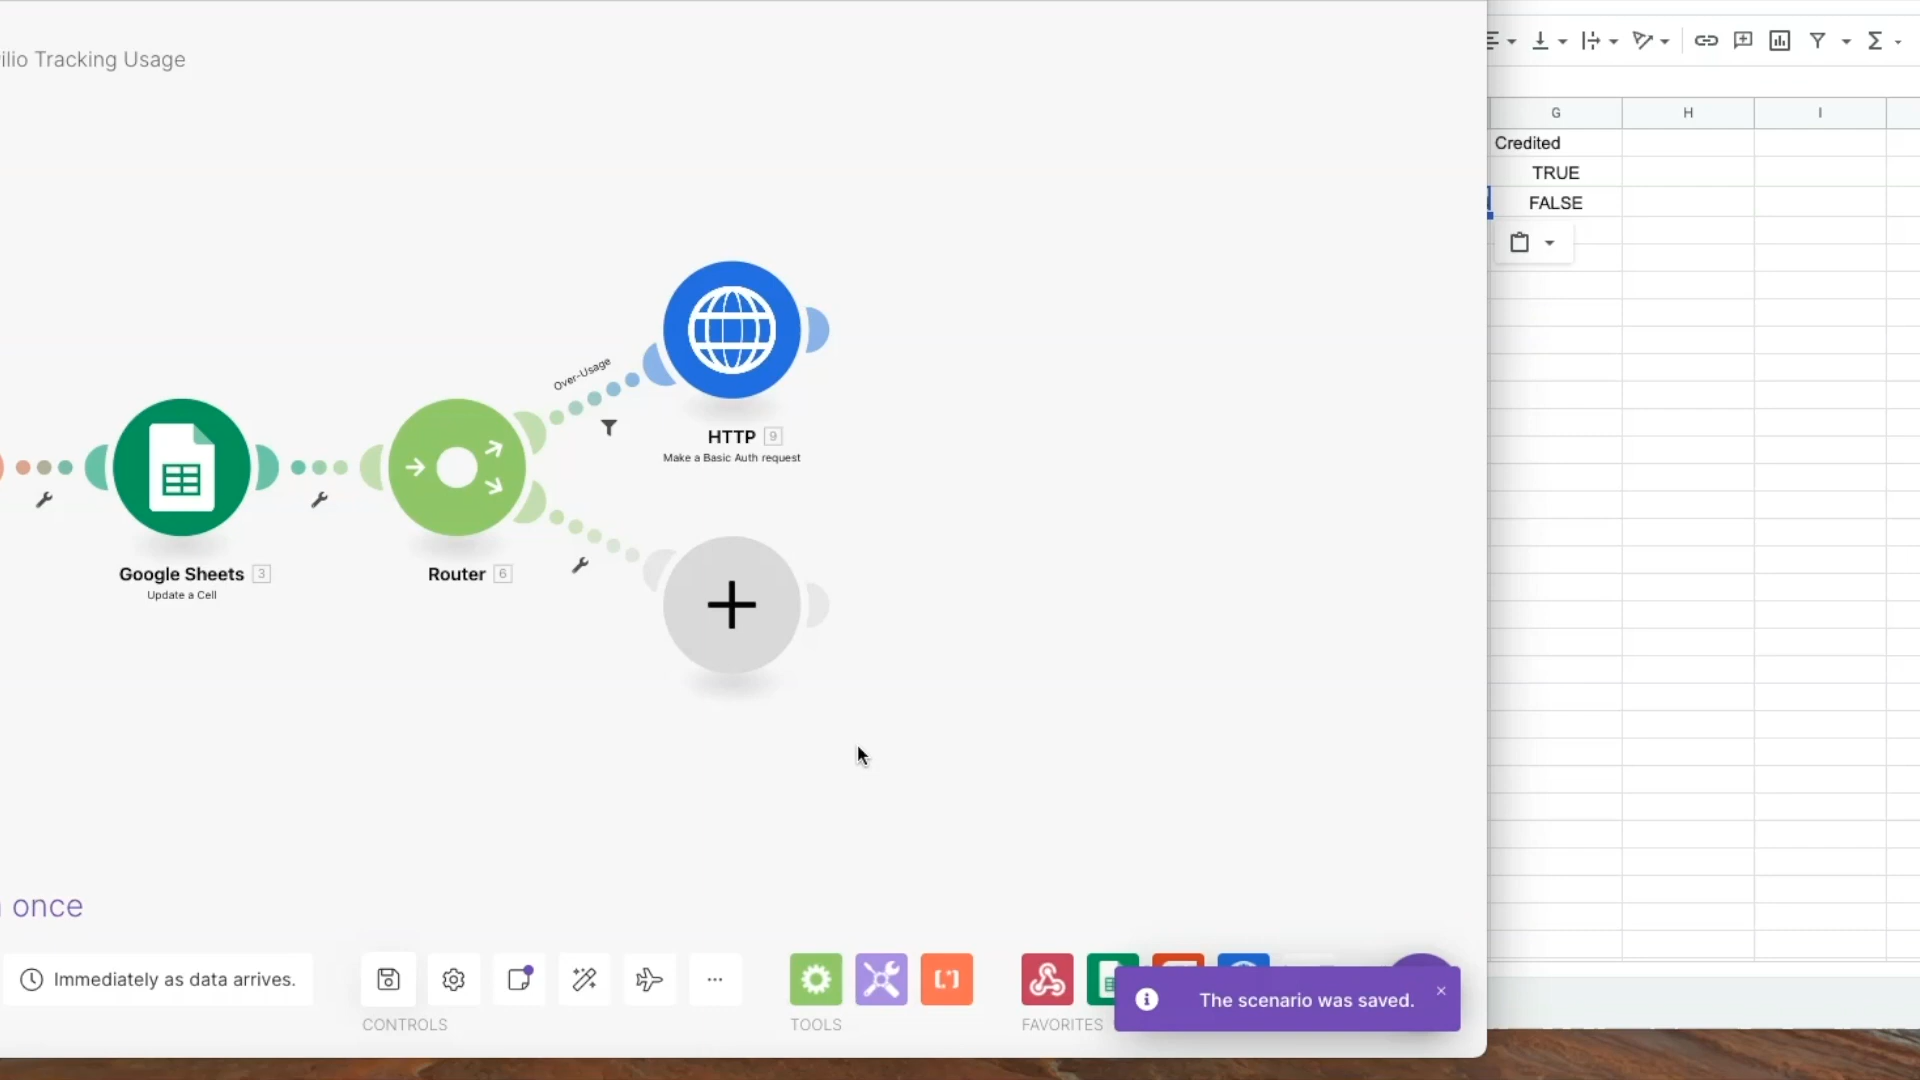 ilio Tracking Usage
Over-Usage
HTTP 9
Make a Basic Auth request
Google Sheets 3
Update a Cell
Router 6
once
Immediately as data arrives.
CONTROLS
TOOLS
FAVORITES
The scenario was saved.
G H I
Credited
TRUE
FALSE